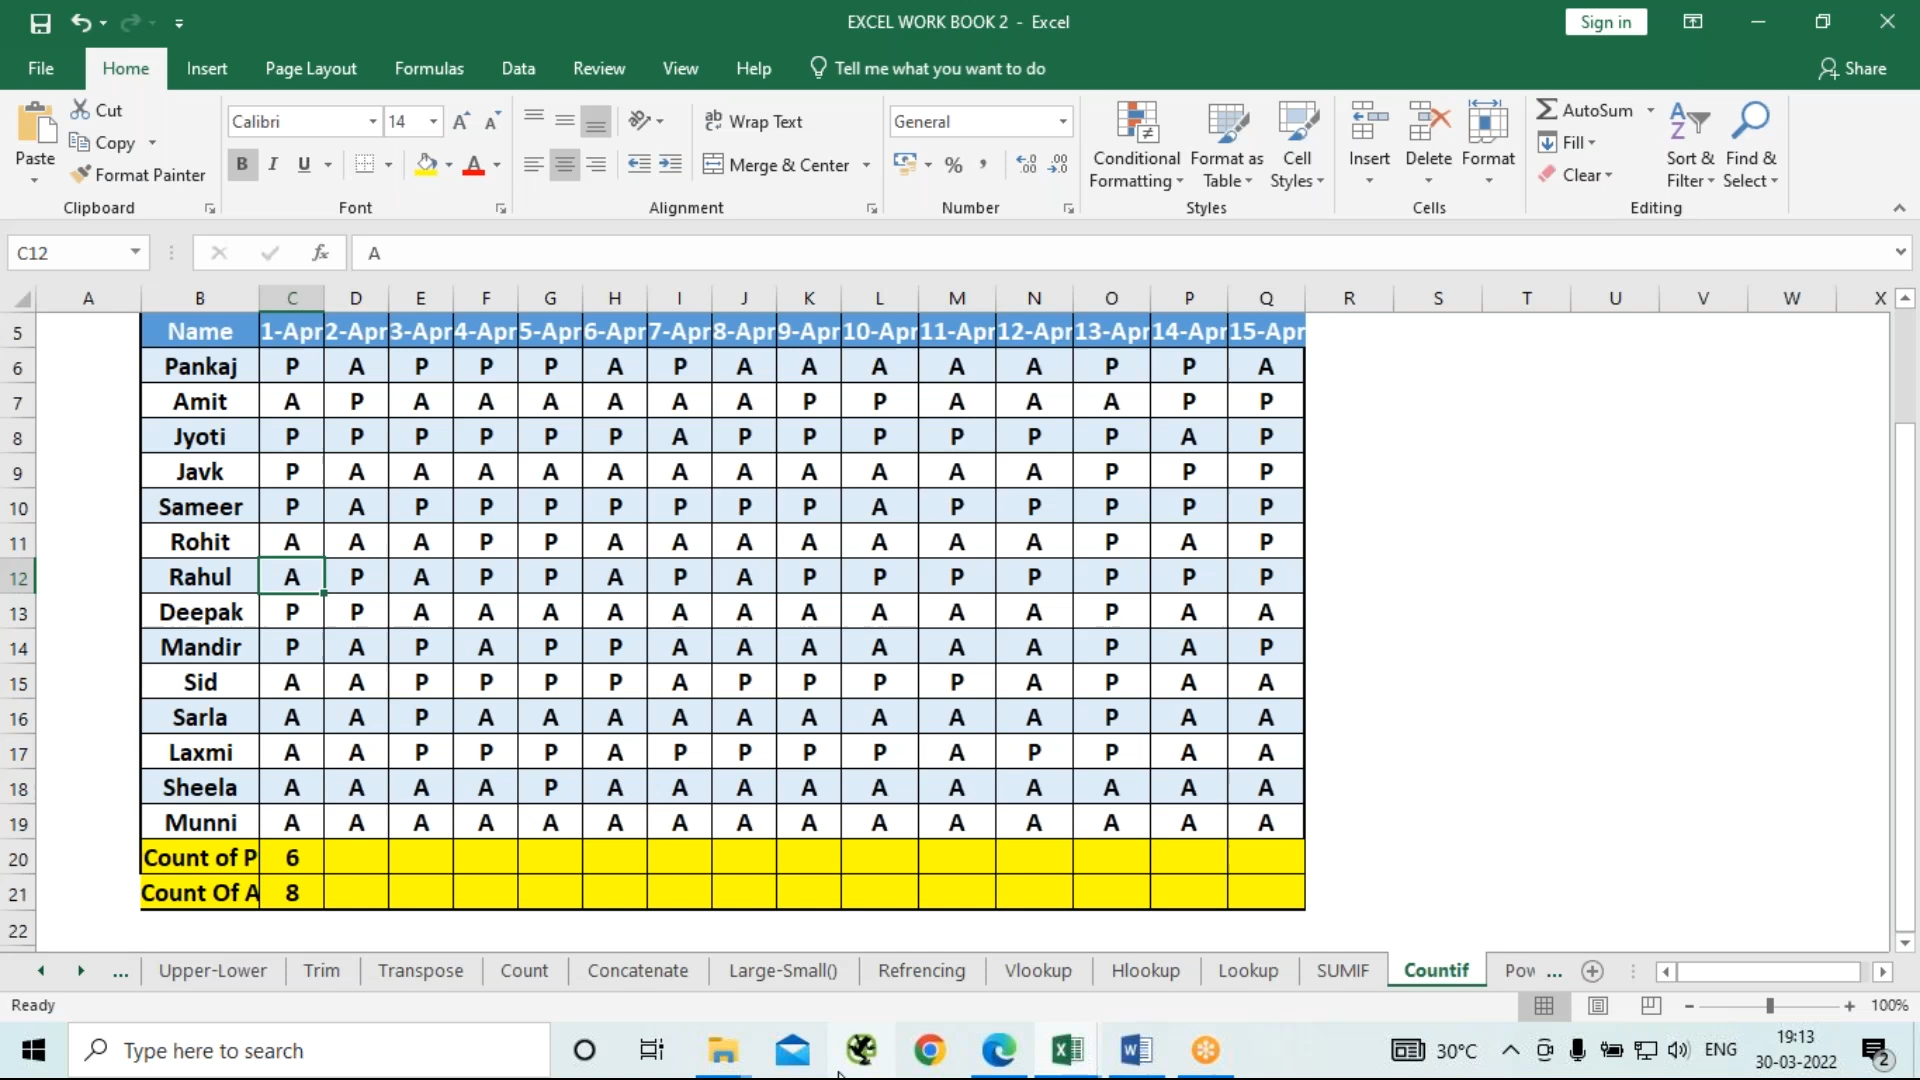 EXCEL WORK BOOK 2 - Excel
Sign in
File Home Insert Page Layout Formulas Data Review View Help Tell me what you want to do Share
Paste
Cut
Copy
Format Painter
Clipboard
Calibri 14
B I U
Font
Wrap Text
Merge & Center
Alignment
General
%
Number
Conditional Formatting
Format as Table
Cell Styles
Styles
Insert Delete Format
Cells
AutoSum
Fill
Clear
Sort & Filter
Find & Select
Editing
C12 fx A
A B C D E F G H I J K L M N O P Q R S T U V W X
5 Name 1-Apr 2-Apr 3-Apr 4-Apr 5-Apr 6-Apr 7-Apr 8-Apr 9-Apr 10-Apr 11-Apr 12-Apr 13-Apr 14-Apr 15-Apr
6 Pankaj P A P P P A P A A A A A P P A
7 Amit A P A A A A A A P P A A A P P
8 Jyoti P P P P P P A P P P P P P A P
9 Javk P A A A A A A A A A A A P P P
10 Sameer P A P P P P P P P A P P P P P
11 Rohit A A A P P A A A A A A A P A P
12 Rahul A P A P P A P A P P P P P P P
13 Deepak P P A A A A A A A A A A P A A
14 Mandir P A P A P P A A A A A A P A P
15 Sid A A P P P P A P P P P A P A A
16 Sarla A A P A A A A A A A A A P A A
17 Laxmi A A P P P A P P P P A P P A A
18 Sheela A A A A P A A A A A A A A A A
19 Munni A A A A A A A A A A A A A A A
20 Count of P 6
21 Count Of A 8
22
... Upper-Lower Trim Transpose Count Concatenate Large-Small() Refrencing Vlookup Hlookup Lookup SUMIF Countif Pow ...
Ready 100%
Type here to search 30°C ENG 19:13
30-03-2022 2